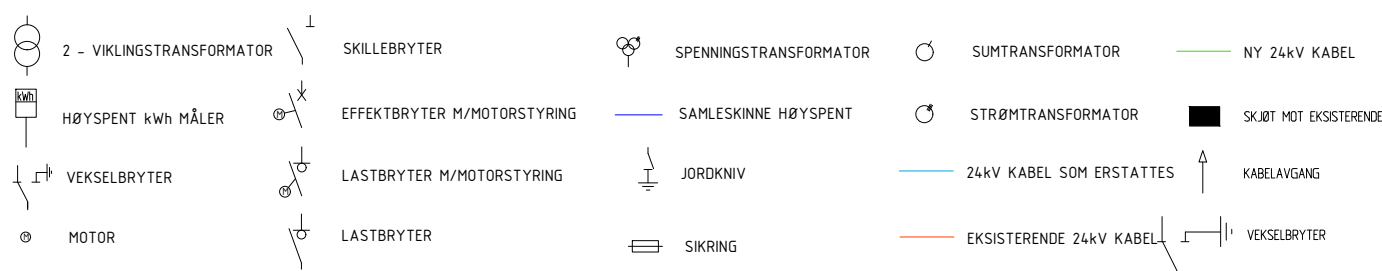 2 - VIKLINGSTRANSFORMATOR
SKILLEBRYTER
SPENNINGSTRANSFORMATOR
SUMTRANSFORMATOR
NY 24kV KABEL
kWh
HØYSPENT kWh MÅLER
M
EFFEKTBRYTER M/MOTORSTYRING
SAMLESKINNE HØYSPENT
STRØMTRANSFORMATOR
SKJØT MOT EKSISTERENDE
VEKSELBRYTER
M
LASTBRYTER M/MOTORSTYRING
JORDKNIV
24kV KABEL SOM ERSTATTES
KABELAVGANG
M
MOTOR
LASTBRYTER
SIKRING
EKSISTERENDE 24kV KABEL
VEKSELBRYTER